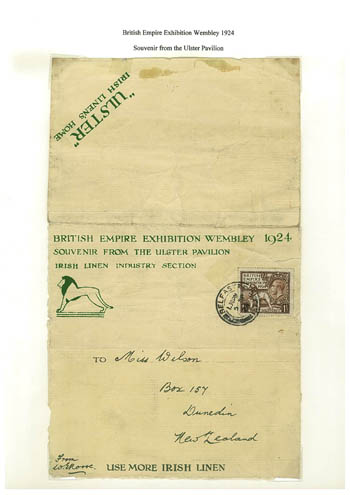 British Empire Exhibition Wembley 1924
Souvenir from the Ulster Pavilion
"ULSTER"
IRISH LINEN'S HOME
BRITISH EMPIRE EXHIBITION WEMBLEY 1924
SOUVENIR FROM THE ULSTER PAVILION
IRISH LINEN INDUSTRY SECTION
BELFAST
TO Miss Wilson
Box 157
Dunedin
New Zealand
From
USE MORE IRISH LINEN